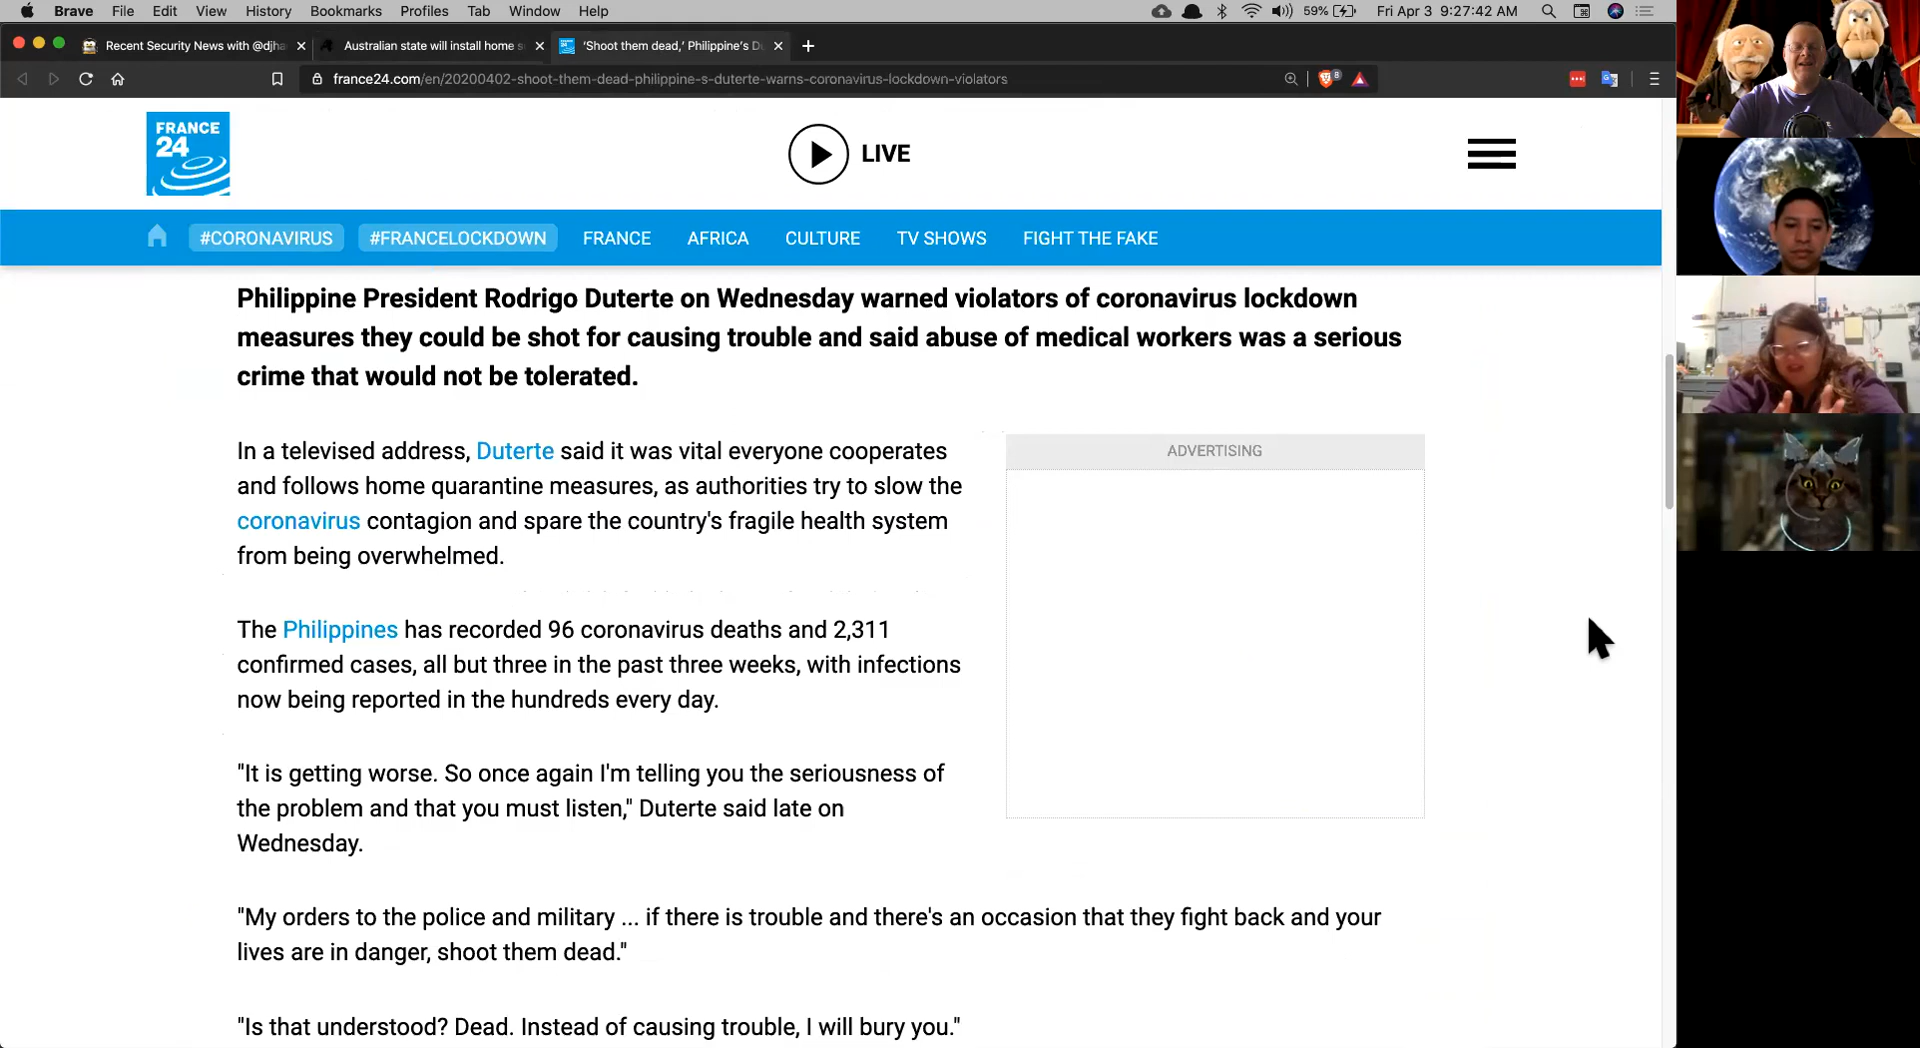 Brave File Edit View History Bookmarks Profiles Tab Window Help 59% Fri Apr 3 9:27:42 AM
Recent Security News with @djha Australian state will install home s 'Shoot them dead,' Philippine's Du
france24.com/en/20200402-shoot-them-dead-philippine-s-duterte-warns-coronavirus-lockdown-violators 8
FRANCE
24
LIVE
#CORONAVIRUS #FRANCELOCKDOWN FRANCE AFRICA CULTURE TV SHOWS FIGHT THE FAKE
Philippine President Rodrigo Duterte on Wednesday warned violators of coronavirus lockdown
measures they could be shot for causing trouble and said abuse of medical workers was a serious
crime that would not be tolerated.
In a televised address, Duterte said it was vital everyone cooperates
and follows home quarantine measures, as authorities try to slow the
coronavirus contagion and spare the country's fragile health system
from being overwhelmed.
ADVERTISING
The Philippines has recorded 96 coronavirus deaths and 2,311
confirmed cases, all but three in the past three weeks, with infections
now being reported in the hundreds every day.
"It is getting worse. So once again I'm telling you the seriousness of
the problem and that you must listen," Duterte said late on
Wednesday.
"My orders to the police and military ... if there is trouble and there's an occasion that they fight back and your
lives are in danger, shoot them dead."
"Is that understood? Dead. Instead of causing trouble, I will bury you."